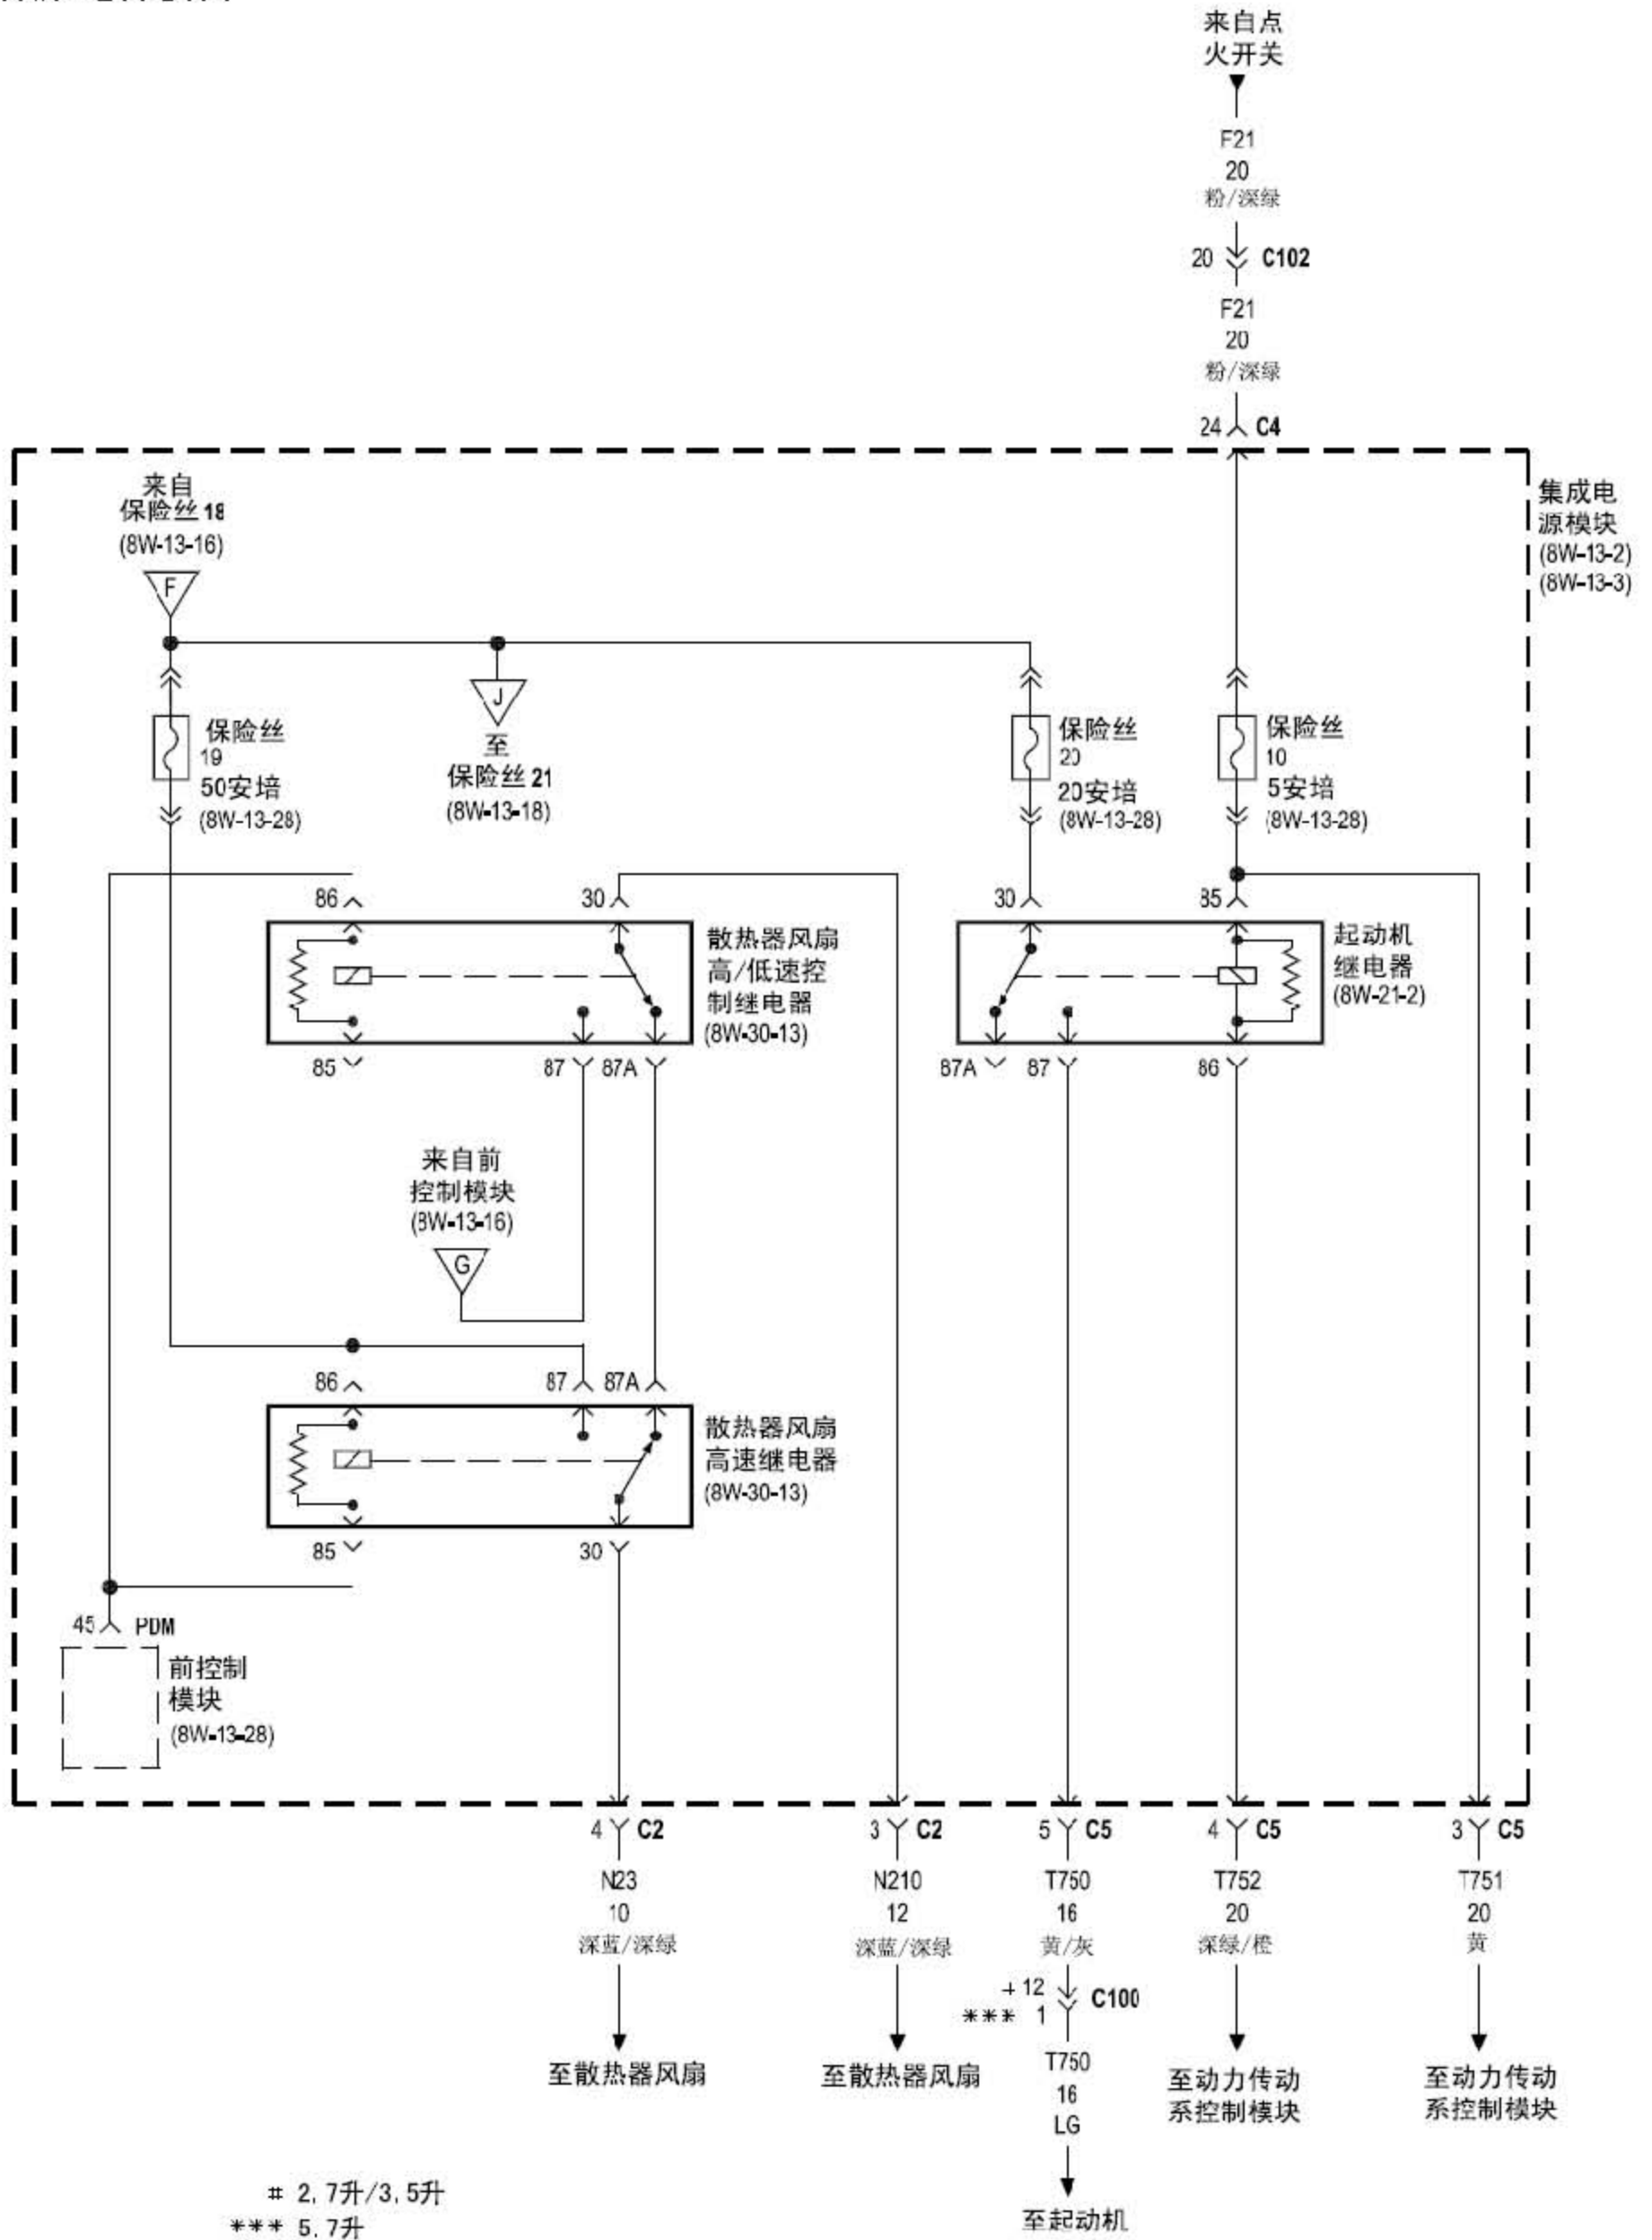 来自点
火开关
F21
20
粉/深绿
20 C102
F21
20
粉/深绿
24 C4
来自
保险丝 18
(8W-13-16)
F
集成电
源模块
(8W-13-2)
(8W-13-3)
J
至
保险丝 21
(8W-13-18)
保险丝
19
50安培
(8W-13-28)
保险丝
20
20安培
(8W-13-28)
保险丝
10
5安培
(8W-13-28)
86
30
30
85
散热器风扇
高/低速控
制继电器
(8W-30-13)
起动机
继电器
(8W-21-2)
85
87
87A
87A
87
86
来自前
控制模块
(8W-13-16)
G
86
87
87A
散热器风扇
高速继电器
(8W-30-13)
85
30
45 PDM
前控制
模块
(8W-13-28)
4 C2
3 C2
5 C5
4 C5
3 C5
N23
10
深蓝/深绿
至散热器风扇
N210
12
深蓝/深绿
至散热器风扇
T750
16
黄/灰
+12
*** 1
C100
T750
16
LG
至起动机
T752
20
深绿/橙
至动力传动
系控制模块
T751
20
黄
至动力传动
系控制模块
# 2.7升/3.5升
*** 5.7升